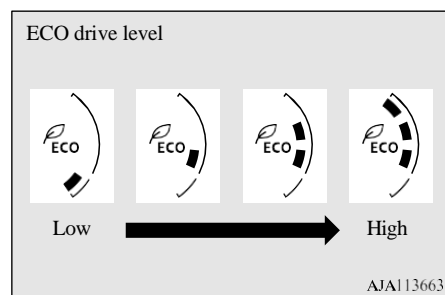 ECO drive level
ECO
ECO
ECO
ECO
Low
High
AJA113663